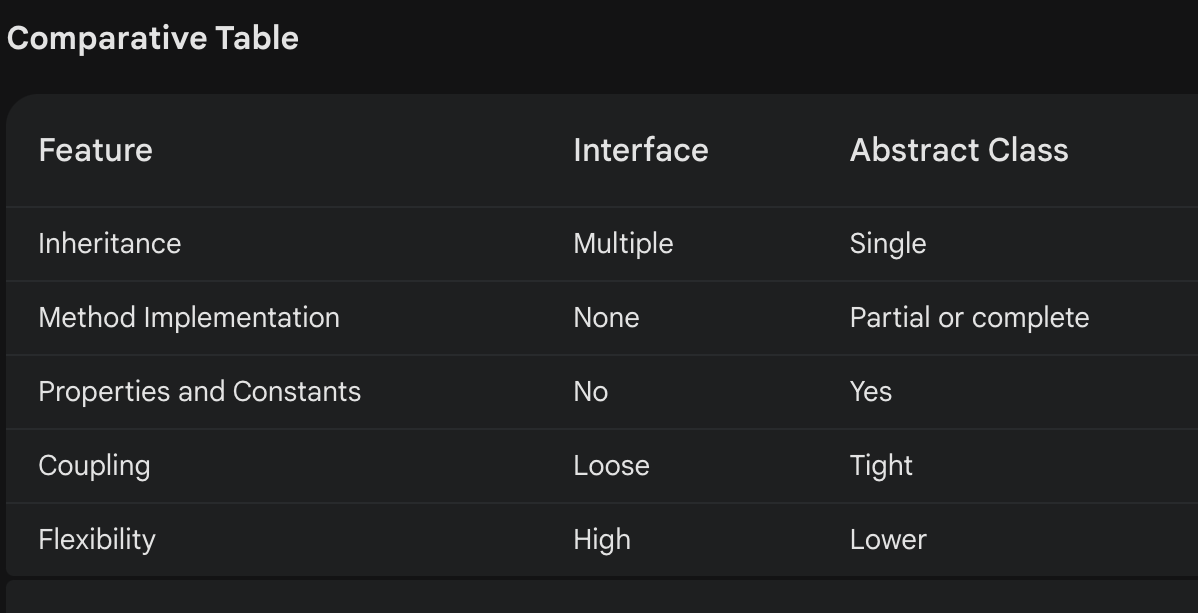 Comparative Table
Feature Interface Abstract Class
Inheritance Multiple Single
Method Implementation None Partial or complete
Properties and Constants No Yes
Coupling Loose Tight
Flexibility High Lower